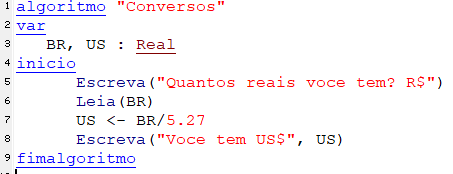 1 algoritmo "Conversos"
2 var
3 BR, US : Real
4 inicio
5 Escreva("Quantos reais voce tem? R$")
6 Leia(BR)
7 US <- BR/5.27
8 Escreva("Voce tem US$", US)
9 fimalgoritmo